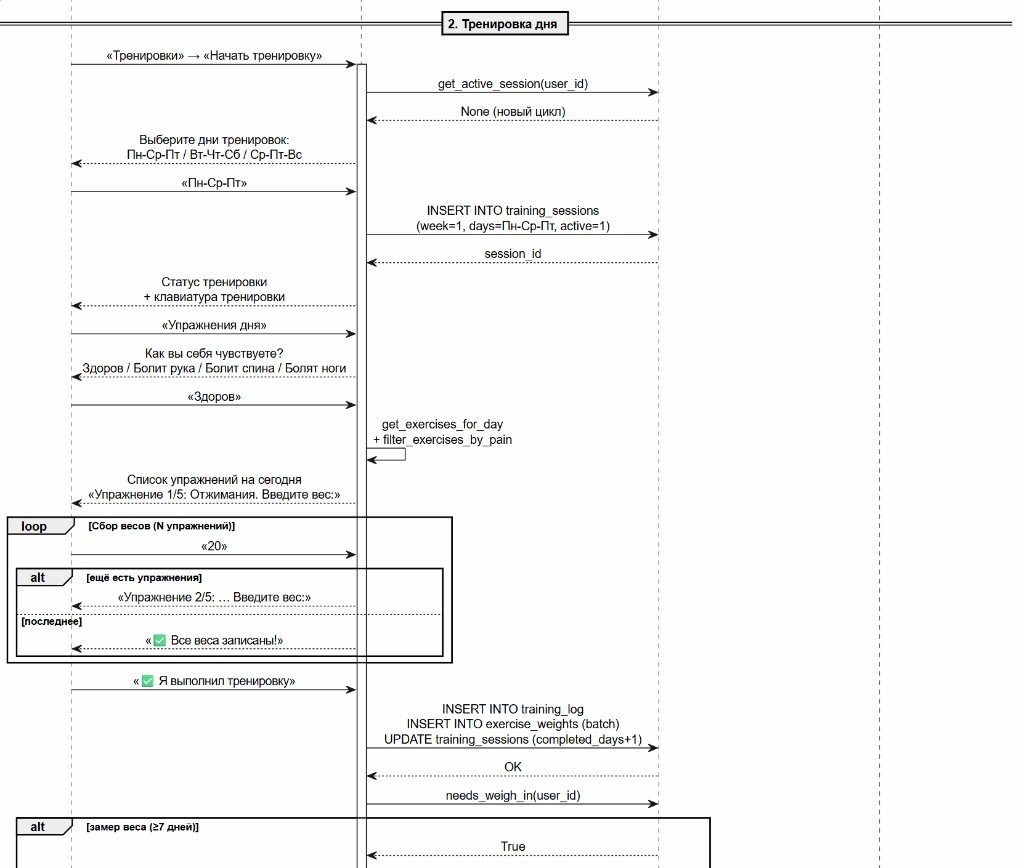 2. Тренировка дня
«Тренировки» → «Начать тренировку»
get_active_session(user_id)
None (новый цикл)
Выберите дни тренировок:
Пн-Ср-Пт / Вт-Чт-Сб / Ср-Пт-Вс
«Пн-Ср-Пт»
INSERT INTO training_sessions
(week=1, days=Пн-Ср-Пт, active=1)
session_id
Статус тренировки
+ клавиатура тренировки
«Упражнения дня»
Как вы себя чувствуете?
Здоров / Болит рука / Болит спина / Болят ноги
«Здоров»
get_exercises_for_day
+ filter_exercises_by_pain
Список упражнений на сегодня
«Упражнение 1/5: Отжимания. Введите вес:»
loop [Сбор весов (N упражнений)]
«20»
alt [ещё есть упражнения]
«Упражнение 2/5: … Введите вес:»
[последнее]
«✅ Все веса записаны!»
«✅ Я выполнил тренировку»
INSERT INTO training_log
INSERT INTO exercise_weights (batch)
UPDATE training_sessions (completed_days+1)
OK
needs_weigh_in(user_id)
alt [замер веса (≥7 дней)]
True